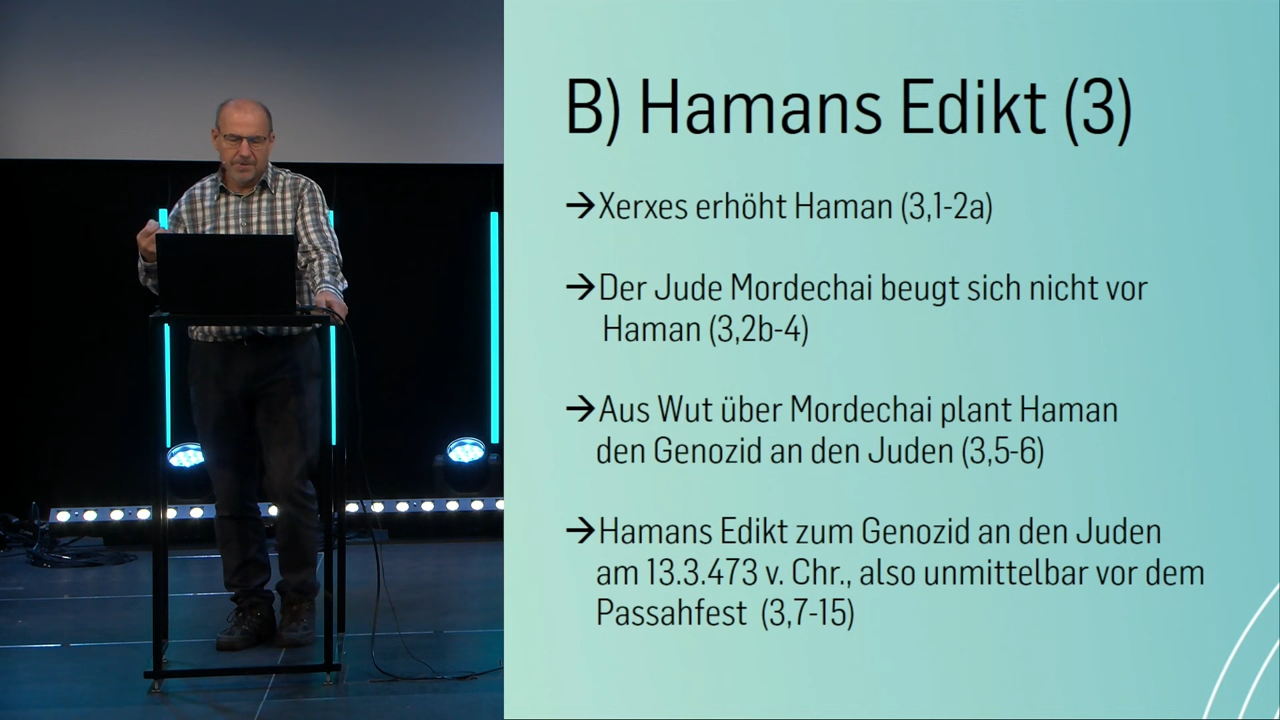 B) Hamans Edikt (3)
→Xerxes erhöht Haman (3,1-2a)
→Der Jude Mordechai beugt sich nicht vor
Haman (3,2b-4)
→Aus Wut über Mordechai plant Haman
den Genozid an den Juden (3,5-6)
→Hamans Edikt zum Genozid an den Juden
am 13.3.473 v. Chr., also unmittelbar vor dem
Passahfest (3,7-15)